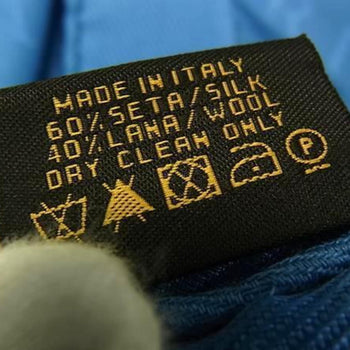 MADE IN ITALY
60% SETA/SILK
40% LANA/WOOL
DRY CLEAN ONLY
P